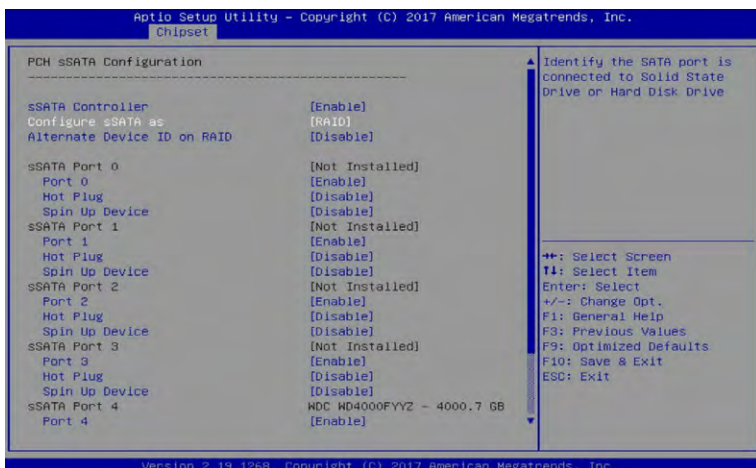 Aptio Setup Utility – Copyright (C) 2017 American Megatrends, Inc.
Chipset
PCH sSATA Configuration
sSATA Controller [Enable]
Configure sSATA as [RAID]
Alternate Device ID on RAID [Disable]
sSATA Port 0 [Not Installed]
Port 0 [Enable]
Hot Plug [Disable]
Spin Up Device [Disable]
sSATA Port 1 [Not Installed]
Port 1 [Enable]
Hot Plug [Disable]
Spin Up Device [Disable]
sSATA Port 2 [Not Installed]
Port 2 [Enable]
Hot Plug [Disable]
Spin Up Device [Disable]
sSATA Port 3 [Not Installed]
Port 3 [Enable]
Hot Plug [Disable]
Spin Up Device [Disable]
sSATA Port 4 WDC WD4000FYYZ - 4000.7 GB
Port 4 [Enable]
Identify the SATA port is
connected to Solid State
Drive or Hard Disk Drive
→←: Select Screen
↑↓: Select Item
Enter: Select
+/-: Change Opt.
F1: General Help
F3: Previous Values
F9: Optimized Defaults
F10: Save & Exit
ESC: Exit
Version 2.19.1268. Copyright (C) 2017 American Megatrends, Inc.